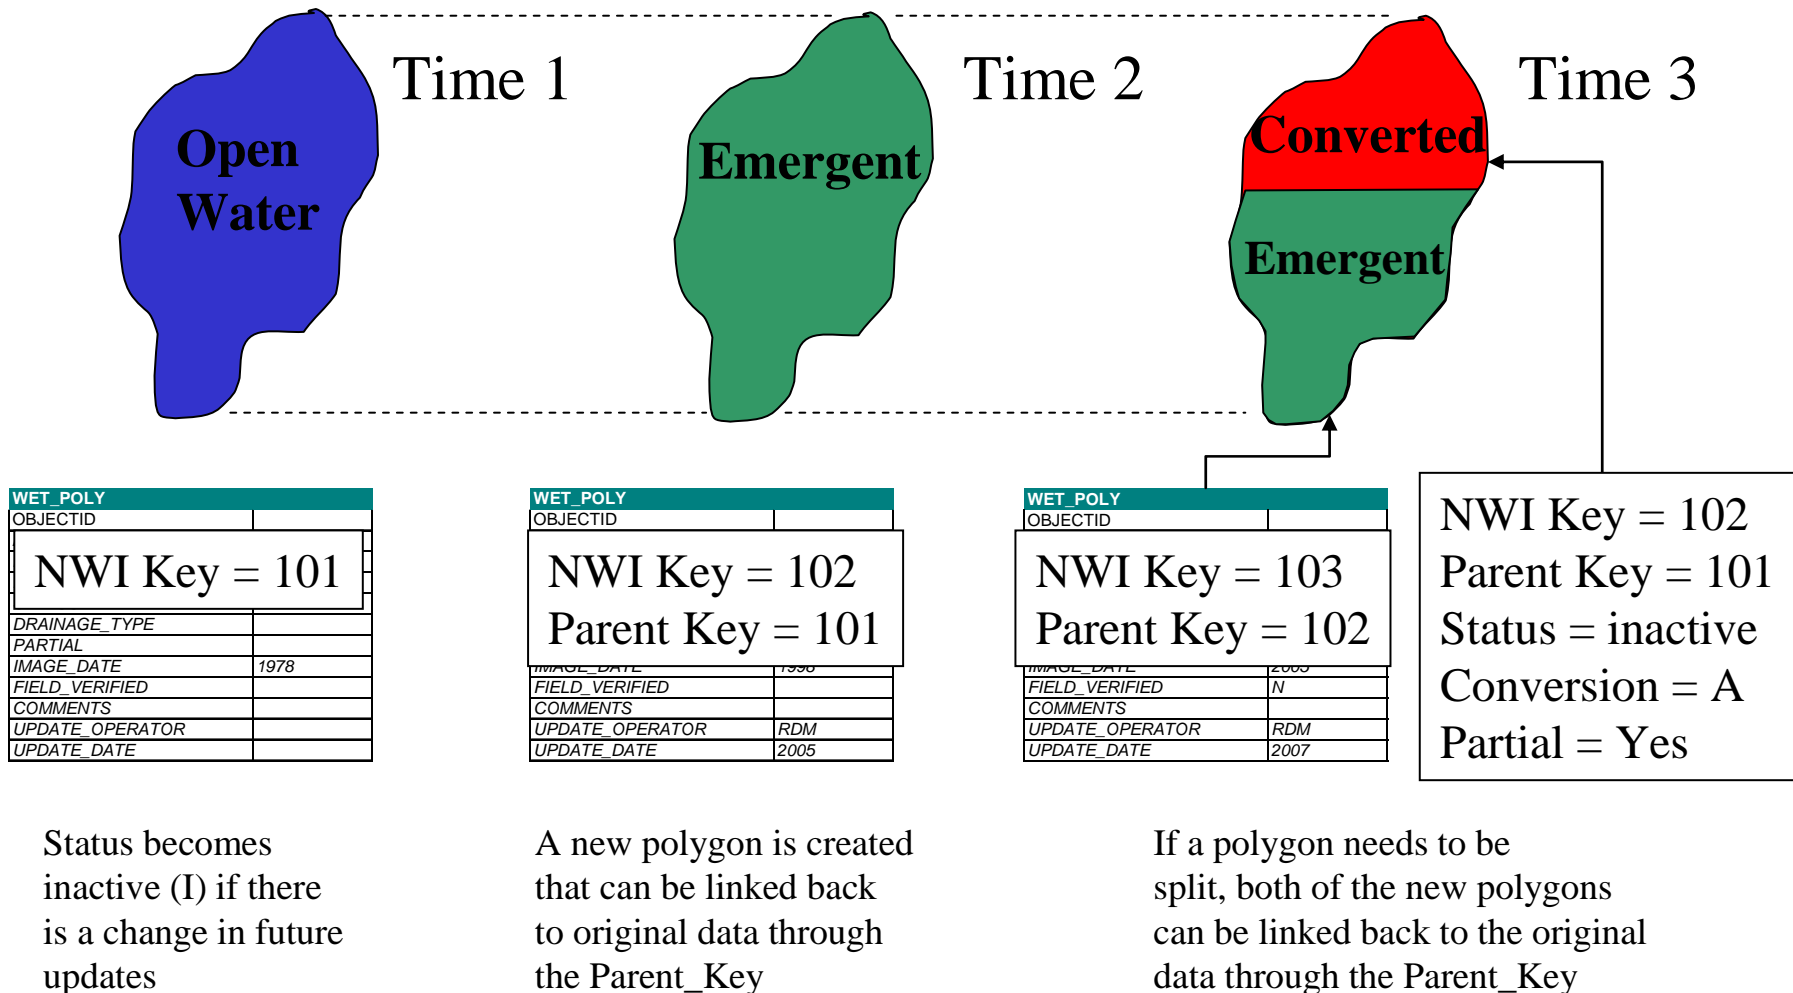 Time 1
Time 2
Time 3
Open
Water
Emergent
Converted
Emergent
WET_POLY
OBJECTID
NWI Key = 101
DRAINAGE_TYPE
PARTIAL
IMAGE_DATE 1978
FIELD_VERIFIED
COMMENTS
UPDATE_OPERATOR
UPDATE_DATE
WET_POLY
OBJECTID
NWI Key = 102
Parent Key = 101
IMAGE_DATE 1998
FIELD_VERIFIED
COMMENTS
UPDATE_OPERATOR RDM
UPDATE_DATE 2005
WET_POLY
OBJECTID
NWI Key = 103
Parent Key = 102
IMAGE_DATE 2005
FIELD_VERIFIED N
COMMENTS
UPDATE_OPERATOR RDM
UPDATE_DATE 2007
NWI Key = 102
Parent Key = 101
Status = inactive
Conversion = A
Partial = Yes
Status becomes
inactive (I) if there
is a change in future
updates
A new polygon is created
that can be linked back
to original data through
the Parent_Key
If a polygon needs to be
split, both of the new polygons
can be linked back to the original
data through the Parent_Key